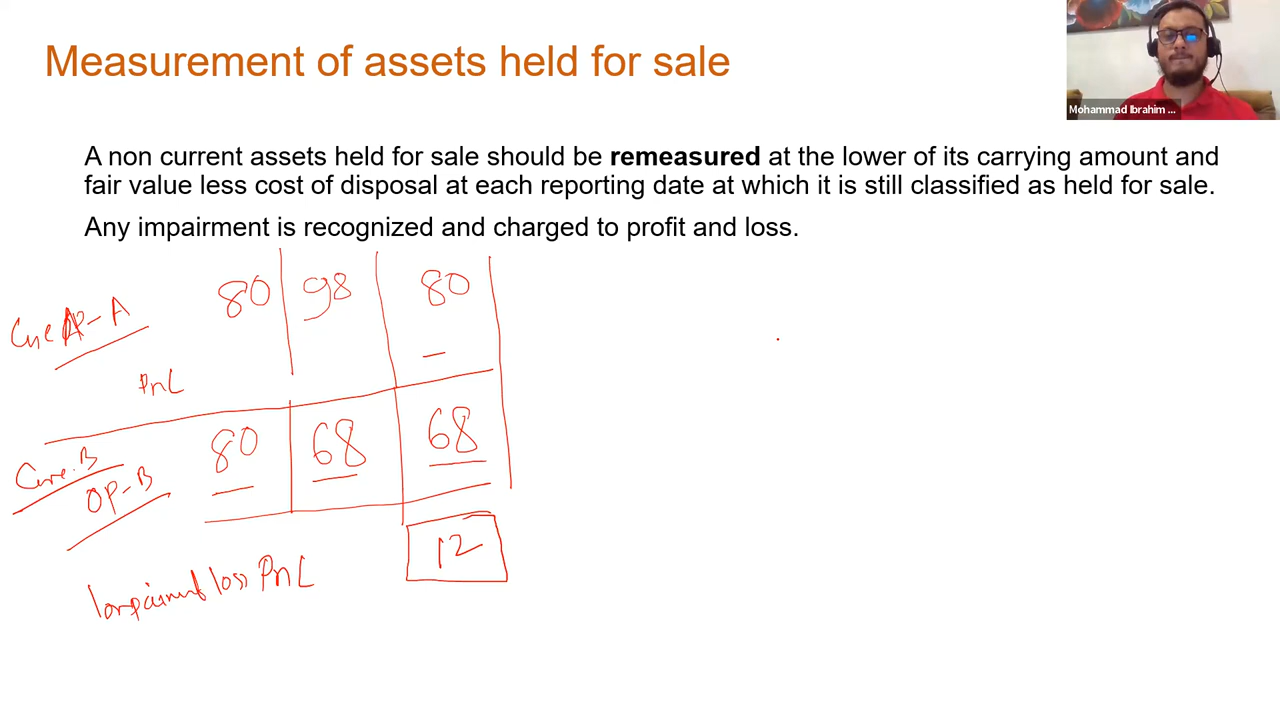 Measurement of assets held for sale
Mohammad Ibrahim ...
A non current assets held for sale should be remeasured at the lower of its carrying amount and
fair value less cost of disposal at each reporting date at which it is still classified as held for sale.
Any impairment is recognized and charged to profit and loss.
80 98 80
- A
PnL
80 68 68
OP-B
12
Impairment loss PnL